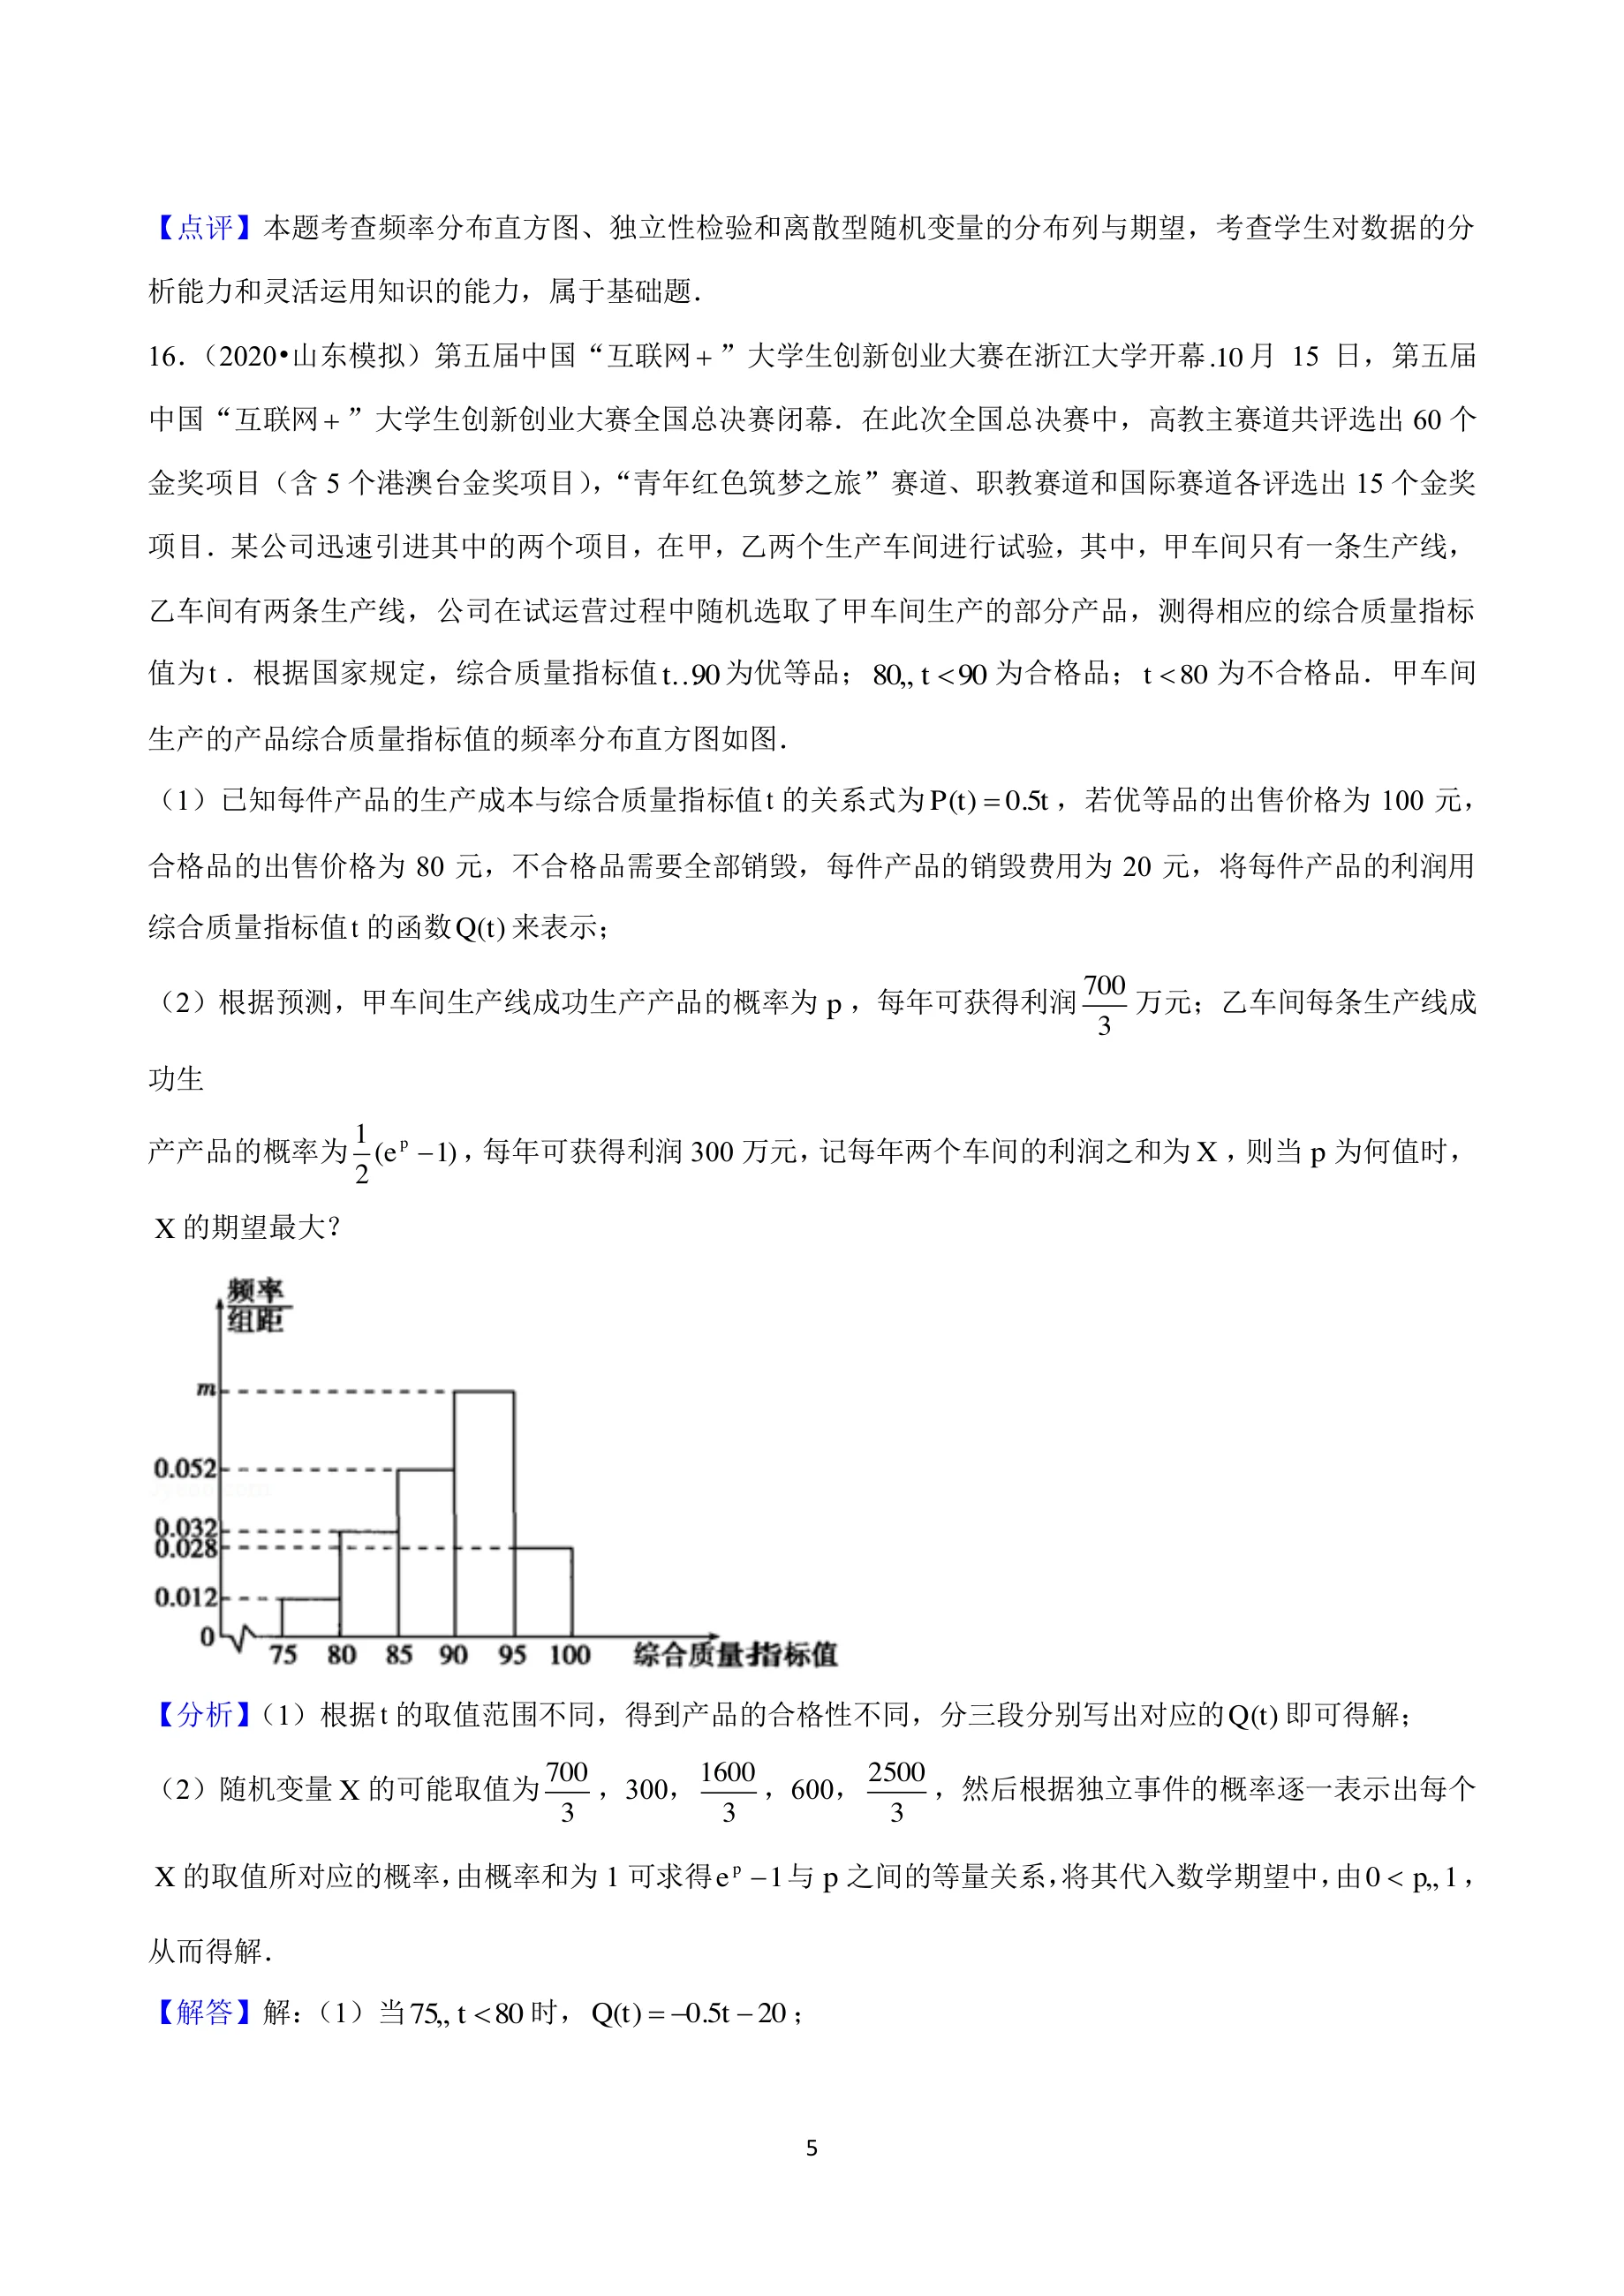 【点评】本题考查频率分布直方图、独立性检验和离散型随机变量的分布列与期望，考查学生对数据的分
析能力和灵活运用知识的能力，属于基础题．
16．（2020•山东模拟）第五届中国“互联网+”大学生创新创业大赛在浙江大学开幕.10月 15 日，第五届
中国“互联网+”大学生创新创业大赛全国总决赛闭幕．在此次全国总决赛中，高教主赛道共评选出 60 个
金奖项目（含 5 个港澳台金奖项目），“青年红色筑梦之旅”赛道、职教赛道和国际赛道各评选出 15 个金奖
项目．某公司迅速引进其中的两个项目，在甲，乙两个生产车间进行试验，其中，甲车间只有一条生产线，
乙车间有两条生产线，公司在试运营过程中随机选取了甲车间生产的部分产品，测得相应的综合质量指标
值为t．根据国家规定，综合质量指标值t‥90为优等品；80,, t<90 为合格品；t<80 为不合格品．甲车间
生产的产品综合质量指标值的频率分布直方图如图．
（1）已知每件产品的生产成本与综合质量指标值t 的关系式为P(t)=0.5t，若优等品的出售价格为 100 元，
合格品的出售价格为 80 元，不合格品需要全部销毁，每件产品的销毁费用为 20 元，将每件产品的利润用
综合质量指标值t 的函数Q(t) 来表示；
（2）根据预测，甲车间生产线成功生产产品的概率为 p，每年可获得利润 700/3 万元；乙车间每条生产线成
功生
产产品的概率为 1/2(e^p −1)，每年可获得利润 300 万元，记每年两个车间的利润之和为 X，则当 p 为何值时，
X 的期望最大？
频率
组距
m
0.052
0.032
0.028
0.012
0
75 80 85 90 95 100 综合质量指标值
【分析】（1）根据t 的取值范围不同，得到产品的合格性不同，分三段分别写出对应的Q(t) 即可得解；
（2）随机变量 X 的可能取值为 700/3，300，1600/3，600，2500/3，然后根据独立事件的概率逐一表示出每个
X 的取值所对应的概率，由概率和为 1 可求得 e^p −1与 p 之间的等量关系，将其代入数学期望中，由0< p,, 1，
从而得解．
【解答】解：（1）当75,, t<80 时，Q(t)=−0.5t−20；
5